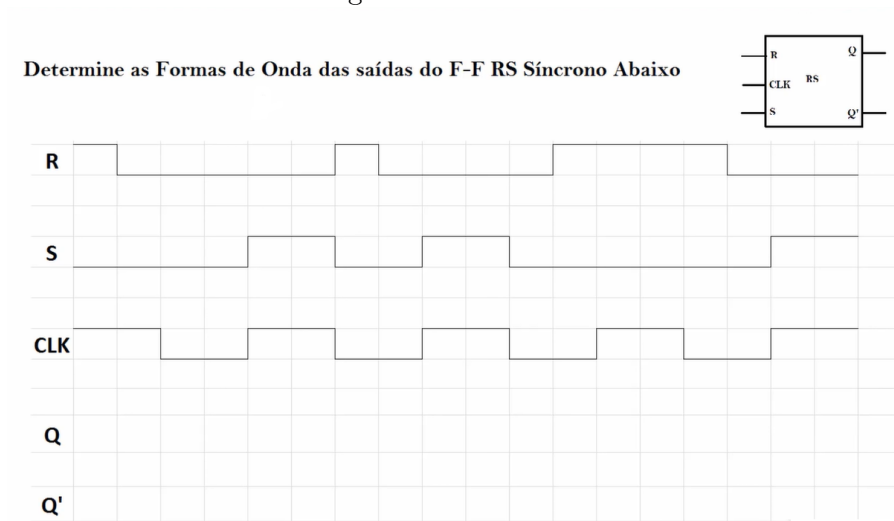 Determine as Formas de Onda das saídas do F-F RS Síncrono Abaixo
R Q
CLK RS
S Q'
R
S
CLK
Q
Q'